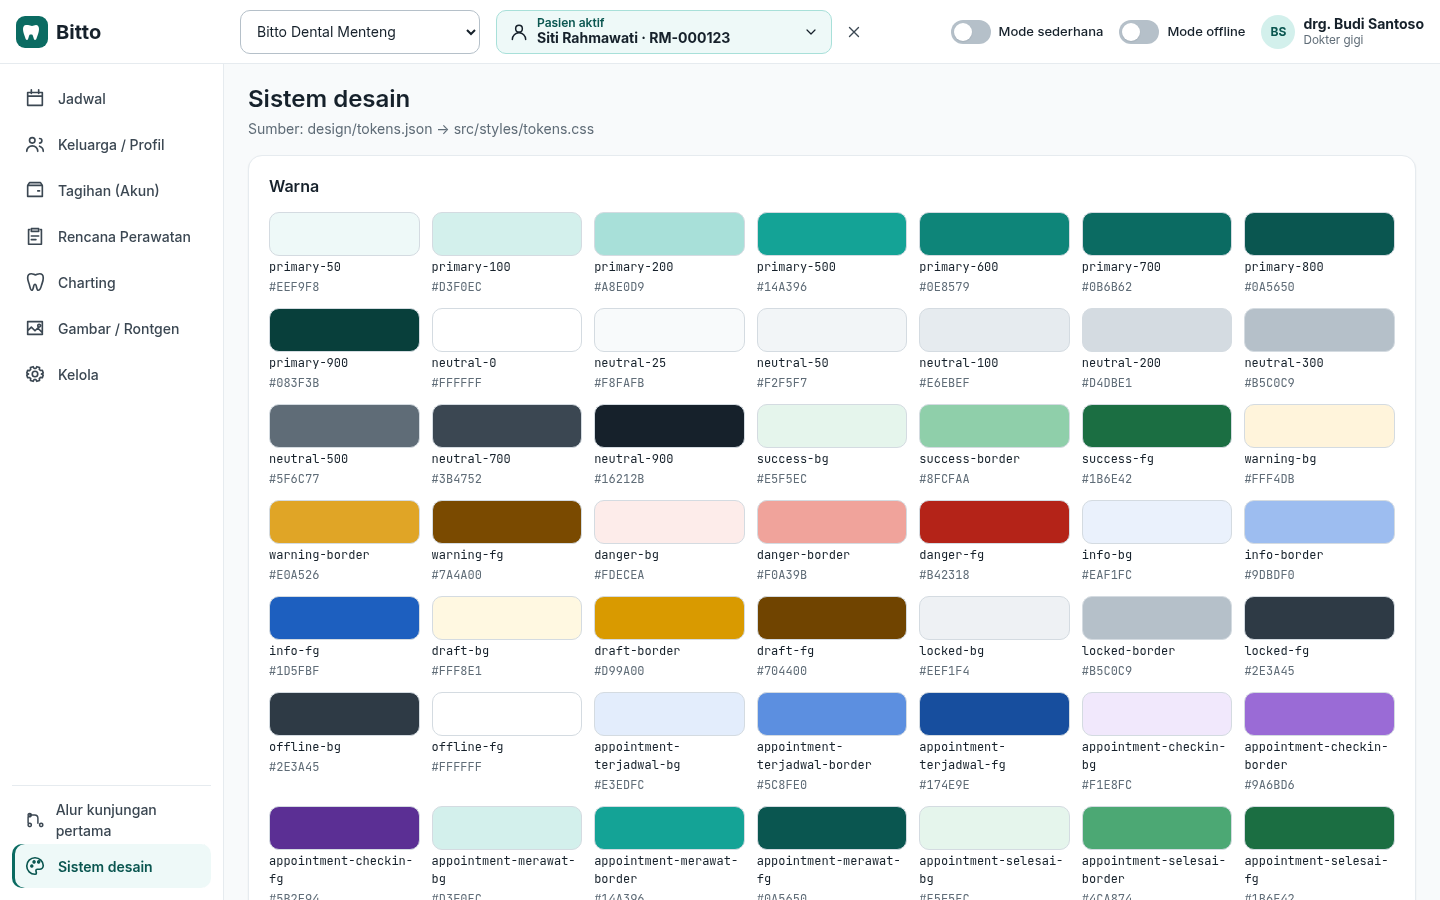 Bitto
Bitto Dental Menteng
Pasien aktif
Siti Rahmawati · RM-000123
Mode sederhana
Mode offline
BS
drg. Budi Santoso
Dokter gigi
Jadwal
Keluarga / Profil
Tagihan (Akun)
Rencana Perawatan
Charting
Gambar / Rontgen
Kelola
Alur kunjungan
pertama
Sistem desain
Sistem desain
Sumber: design/tokens.json → src/styles/tokens.css
Warna
primary-50
#EEF9F8
primary-100
#D3F0EC
primary-200
#A8E0D9
primary-500
#14A396
primary-600
#0E8579
primary-700
#0B6B62
primary-800
#0A5650
primary-900
#083F3B
neutral-0
#FFFFFF
neutral-25
#F8FAFB
neutral-50
#F2F5F7
neutral-100
#E6EBEF
neutral-200
#D4DBE1
neutral-300
#B5C0C9
neutral-500
#5F6C77
neutral-700
#3B4752
neutral-900
#16212B
success-bg
#E5F5EC
success-border
#8FCFAA
success-fg
#1B6E42
warning-bg
#FFF4DB
warning-border
#E0A526
warning-fg
#7A4A00
danger-bg
#FDECEA
danger-border
#F0A39B
danger-fg
#B42318
info-bg
#EAF1FC
info-border
#9DBDF0
info-fg
#1D5FBF
draft-bg
#FFF8E1
draft-border
#D99A00
draft-fg
#704400
locked-bg
#EEF1F4
locked-border
#B5C0C9
locked-fg
#2E3A45
offline-bg
#2E3A45
offline-fg
#FFFFFF
appointment-
terjadwal-bg
#E3EDFC
appointment-
terjadwal-border
#5C8FE0
appointment-
terjadwal-fg
#174E9E
appointment-checkin-
bg
#F1E8FC
appointment-checkin-
border
#9A6BD6
appointment-checkin-
fg
#5B2E94
appointment-merawat-
bg
#D3F0EC
appointment-merawat-
border
#14A396
appointment-merawat-
fg
#0A5650
appointment-selesai-
bg
#E5F5EC
appointment-selesai-
border
#4CA874
appointment-selesai-
fg
#1B6E42